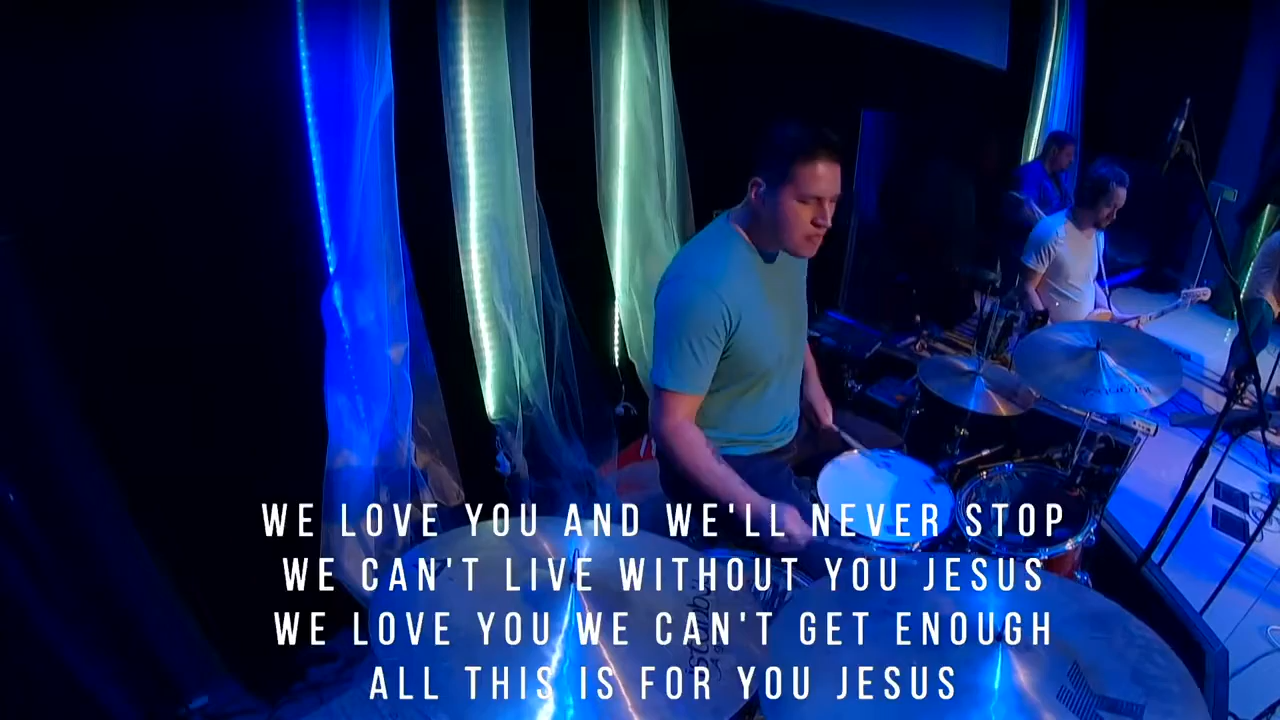 WE LOVE YOU AND WE'LL NEVER STOP
WE CAN'T LIVE WITHOUT YOU JESUS
WE LOVE YOU WE CAN'T GET ENOUGH
ALL THIS IS FOR YOU JESUS
istanbul